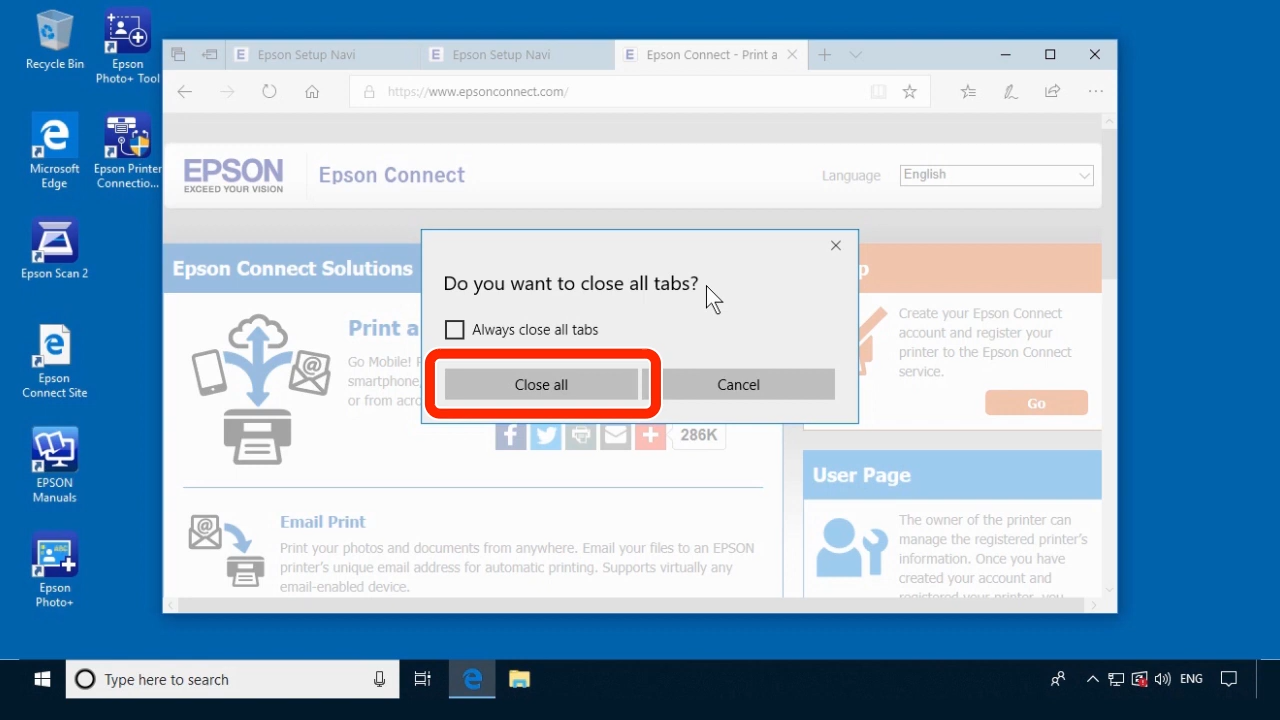 Recycle Bin
Epson
Photo+ Tool
Microsoft
Edge
Epson Printer
Connectio...
Epson Scan 2
Epson
Connect Site
EPSON
Manuals
Epson
Photo+
Epson Setup Navi
Epson Setup Navi
Epson Connect - Print a
https://www.epsonconnect.com/
EPSON
EXCEED YOUR VISION
Epson Connect
Language
English
Epson Connect Solutions
p
Do you want to close all tabs?
Always close all tabs
Close all
Cancel
Print a
Go Mobile!
smartphone,
or from acro
286K
Create your Epson Connect
account and register your
printer to the Epson Connect
service.
Go
Email Print
Print your photos and documents from anywhere. Email your files to an EPSON
printer's unique email address for automatic printing. Supports virtually any
email-enabled device.
User Page
The owner of the printer can
manage the registered printer's
information. Once you have
created your account and
registered your printer, you
Type here to search
ENG